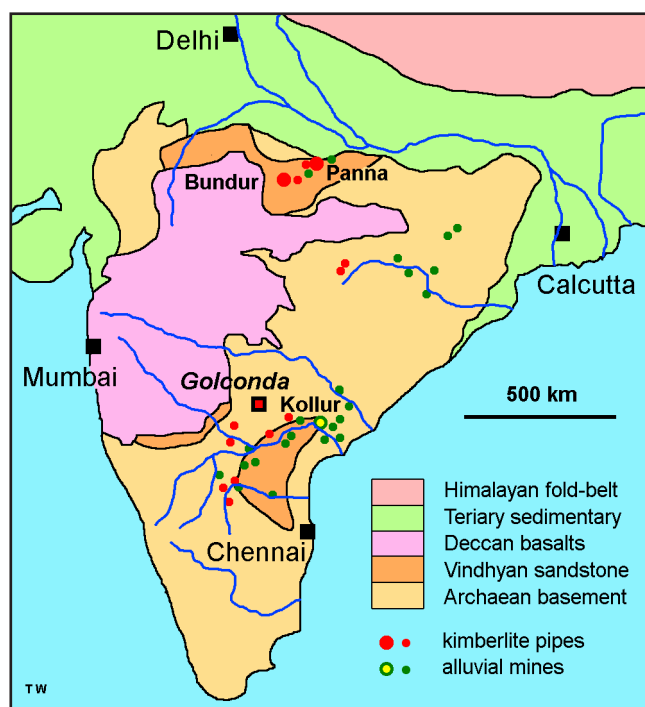 Delhi
Bundur
Panna
Calcutta
Mumbai
Golconda
Kollur
500 km
Chennai
Himalayan fold-belt
Teriary sedimentary
Deccan basalts
Vindhyan sandstone
Archaean basement
kimberlite pipes
alluvial mines
T W